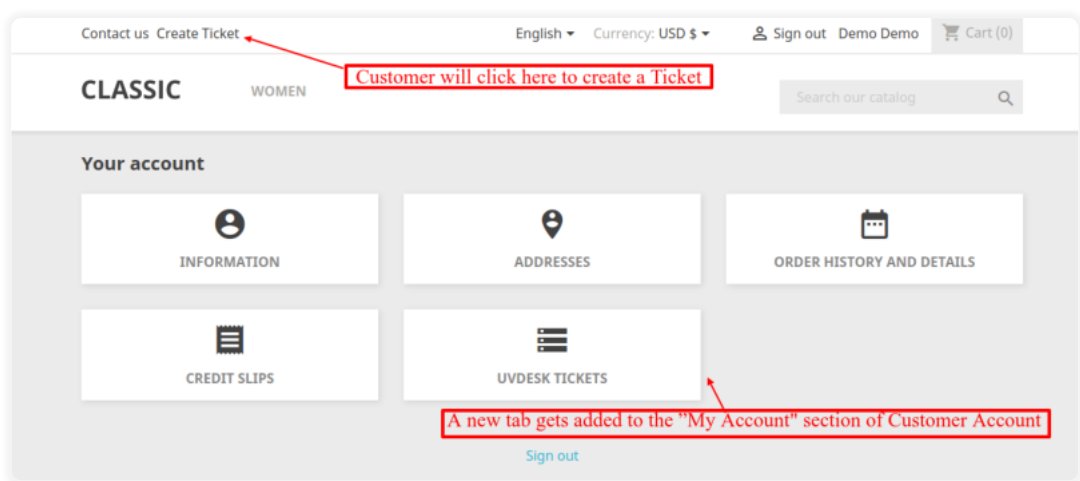 Contact us Create Ticket English Currency: USD $ Sign out Demo Demo Cart (0)
Customer will click here to create a Ticket
CLASSIC WOMEN Search our catalog
Your account
INFORMATION ADDRESSES ORDER HISTORY AND DETAILS
CREDIT SLIPS UVDESK TICKETS
A new tab gets added to the "My Account" section of Customer Account
Sign out